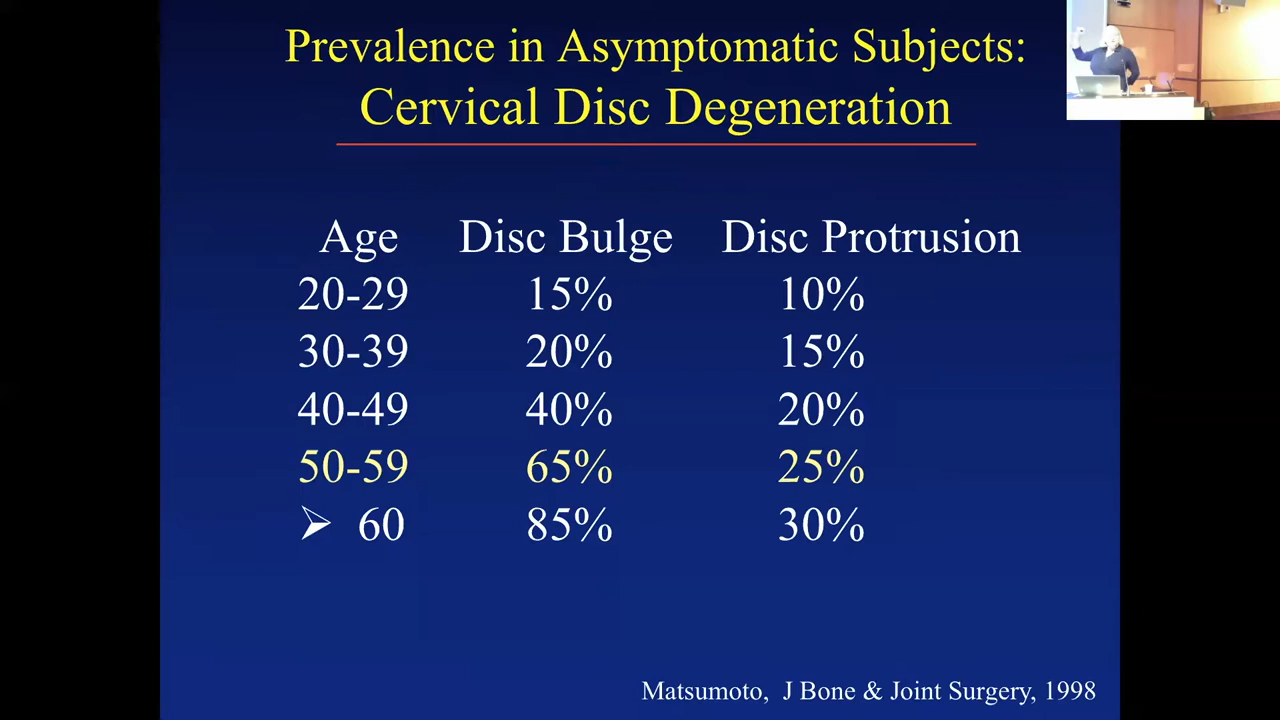 Prevalence in Asymptomatic Subjects:
Cervical Disc Degeneration
Age Disc Bulge Disc Protrusion
20-29 15% 10%
30-39 20% 15%
40-49 40% 20%
50-59 65% 25%
➢ 60 85% 30%
Matsumoto, J Bone & Joint Surgery, 1998